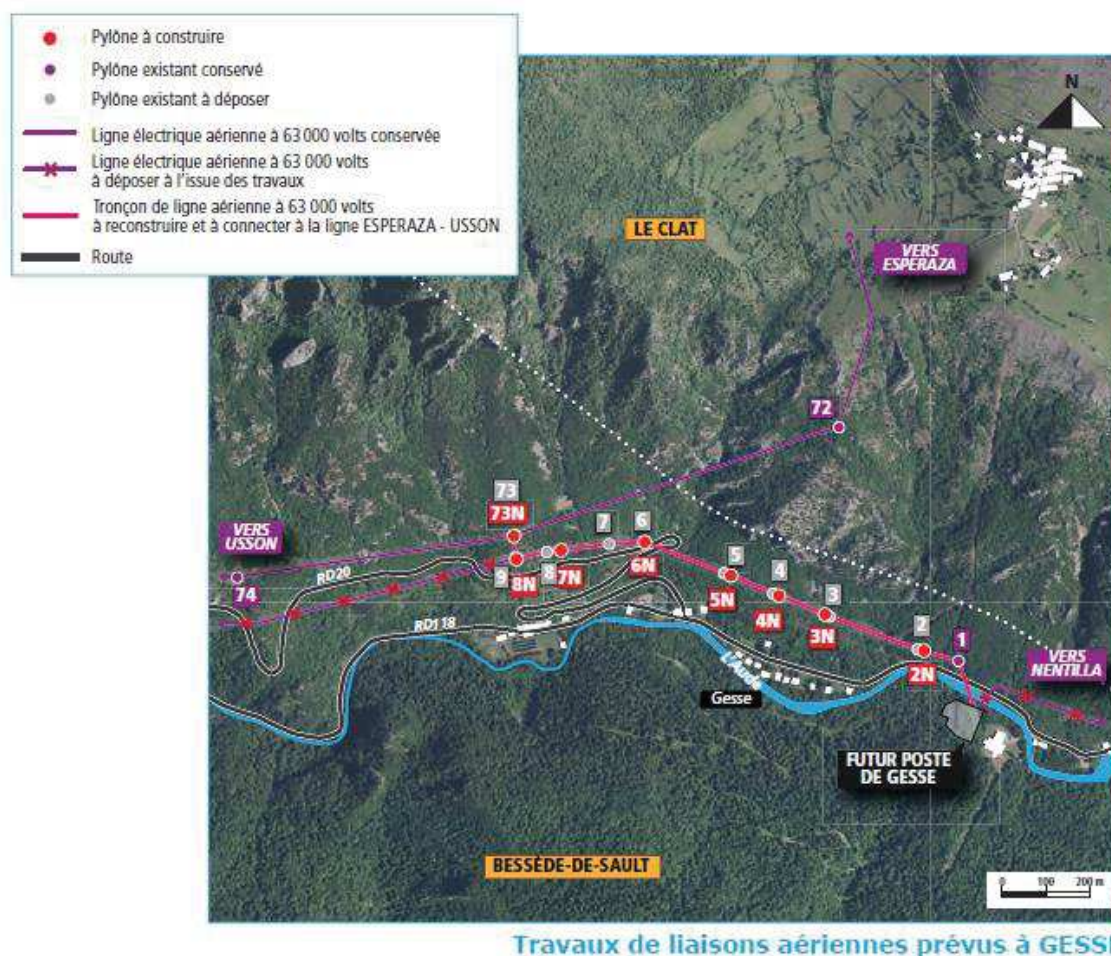 Pylône à construire
Pylône existant conservé
Pylône existant à déposer
Ligne électrique aérienne à 63 000 volts conservée
Ligne électrique aérienne à 63 000 volts
à déposer à l'issue des travaux
Tronçon de ligne aérienne à 63 000 volts
à reconstruire et à connecter à la ligne ESPERAZA - USSON
Route
N
LE CLAT
VERS
ESPERAZA
72
73
73N
7
6
VERS
USSON
RD20
74
9
8N
8
7N
6N
5
5N
4
4N
3
3N
2
2N
1
VERS
NENTILLA
RD118
L'Aude
Gesse
FUTUR POSTE
DE GESSE
BESSÈDE-DE-SAULT
0 100 200 m
Travaux de liaisons aériennes prévus à GESSE